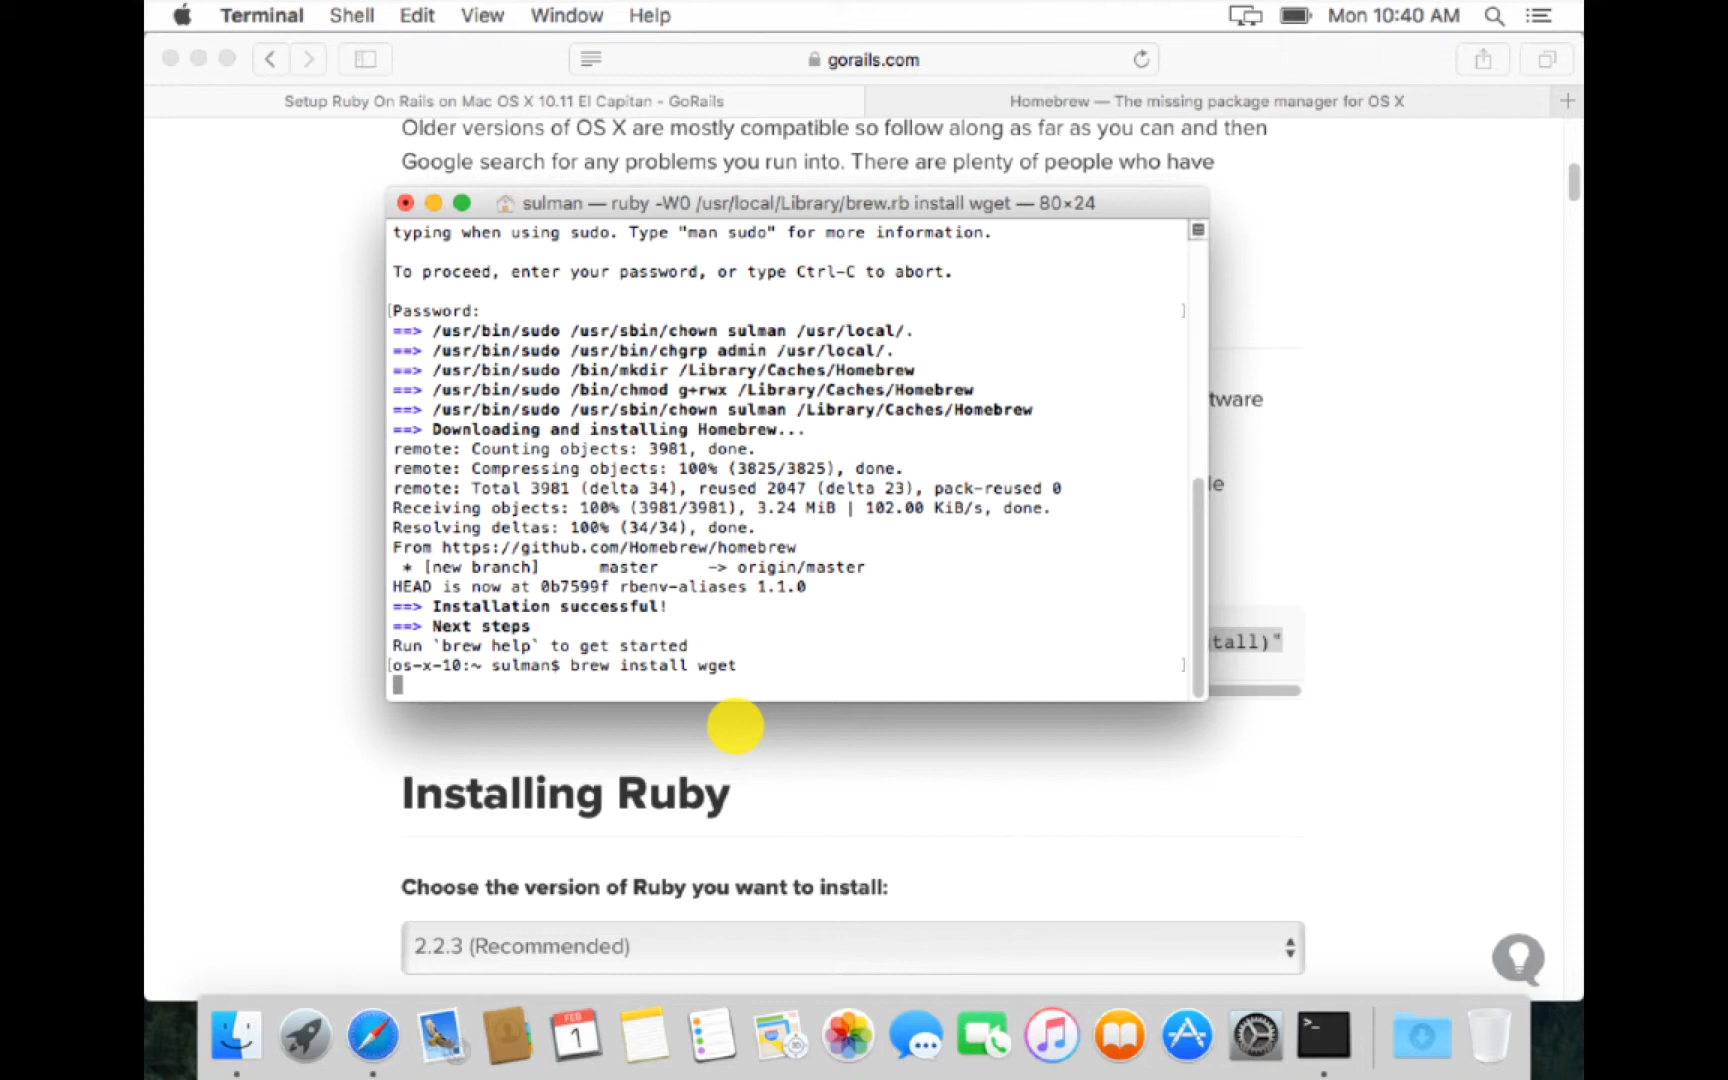 Terminal Shell Edit View Window Help Mon 10:40 AM
gorails.com
Setup Ruby On Rails on Mac OS X 10.11 El Capitan - GoRails
Homebrew — The missing package manager for OS X
Older versions of OS X are mostly compatible so follow along as far as you can and then
Google search for any problems you run into. There are plenty of people who have
sulman — ruby -W0 /usr/local/Library/brew.rb install wget — 80×24
typing when using sudo. Type "man sudo" for more information.
To proceed, enter your password, or type Ctrl-C to abort.
[Password: ]
==> /usr/bin/sudo /usr/sbin/chown sulman /usr/local/.
==> /usr/bin/sudo /usr/bin/chgrp admin /usr/local/.
==> /usr/bin/sudo /bin/mkdir /Library/Caches/Homebrew
==> /usr/bin/sudo /bin/chmod g+rwx /Library/Caches/Homebrew
==> /usr/bin/sudo /usr/sbin/chown sulman /Library/Caches/Homebrew
==> Downloading and installing Homebrew...
remote: Counting objects: 3981, done.
remote: Compressing objects: 100% (3825/3825), done.
remote: Total 3981 (delta 34), reused 2047 (delta 23), pack-reused 0
Receiving objects: 100% (3981/3981), 3.24 MiB | 102.00 KiB/s, done.
Resolving deltas: 100% (34/34), done.
From https://github.com/Homebrew/homebrew
* [new branch] master -> origin/master
HEAD is now at 0b7599f rbenv-aliases 1.1.0
==> Installation successful!
==> Next steps
Run `brew help` to get started
[os-x-10:~ sulman$ brew install wget ]
tware
le
tall)"
Installing Ruby
Choose the version of Ruby you want to install:
2.2.3 (Recommended)
FEB
1
>_